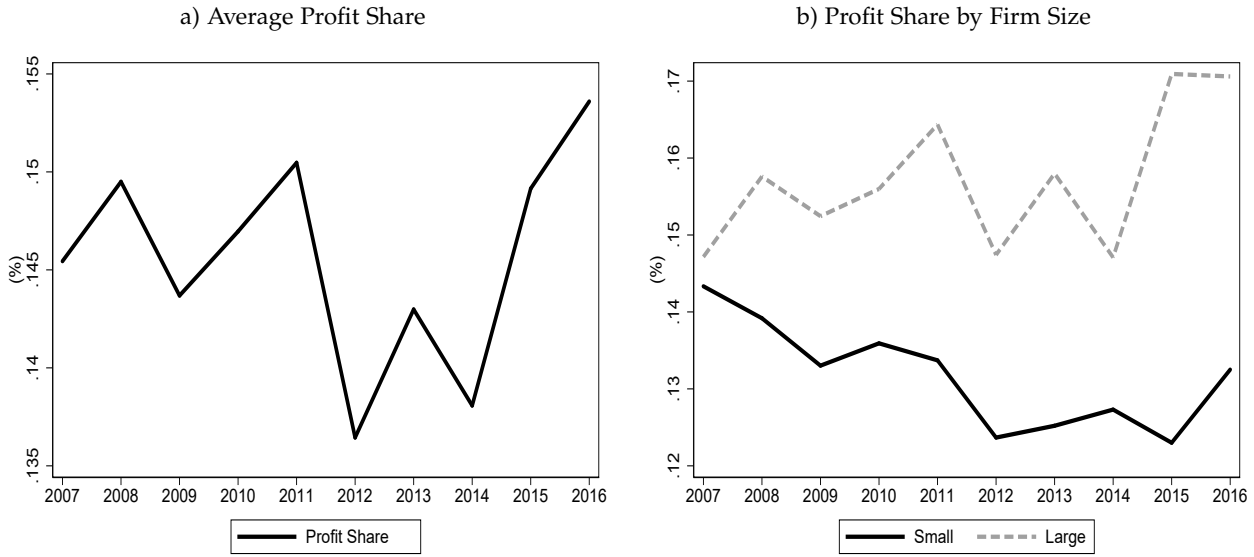 a) Average Profit Share
(%)
.155
.15
.145
.14
.135
2007 2008 2009 2010 2011 2012 2013 2014 2015 2016
Profit Share
b) Profit Share by Firm Size
(%)
.17
.16
.15
.14
.13
.12
2007 2008 2009 2010 2011 2012 2013 2014 2015 2016
Small Large